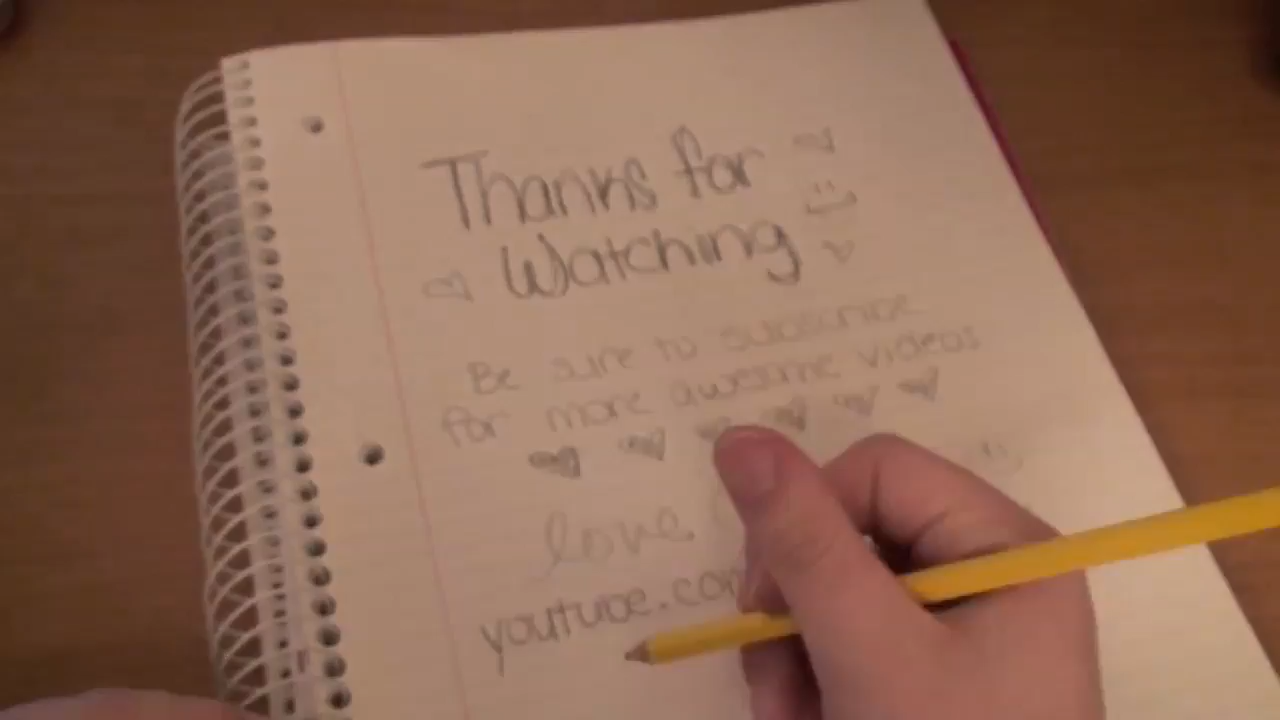 Thanks for
Watching
Be sure to subscribe
for more awesome videos
love
youtube.com